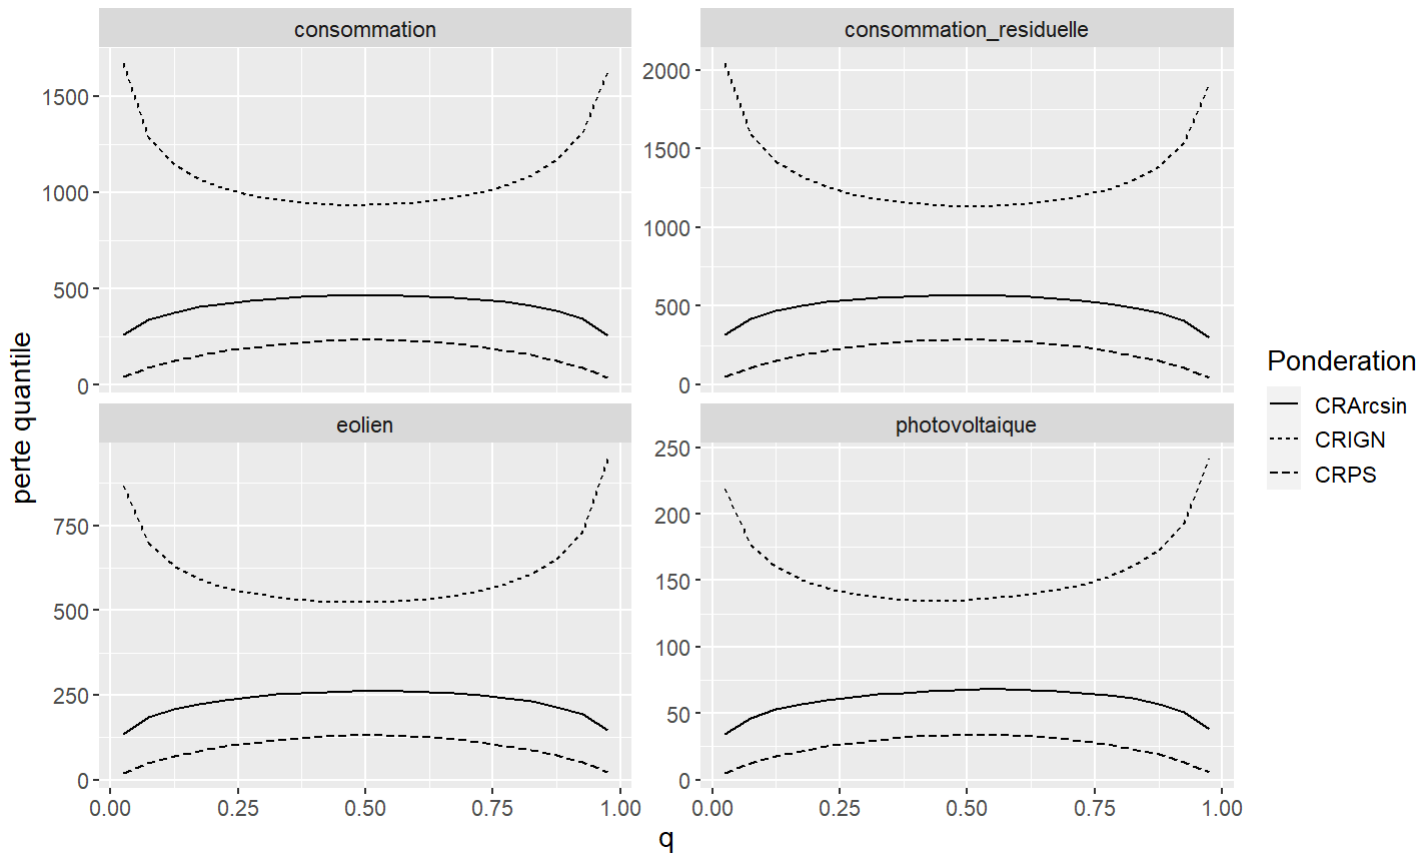 consommation
consommation_residuelle
1500
1000
500
0
2000
1500
1000
500
0
eolien
photovoltaique
750
500
250
0
250
200
150
100
50
0
0.00 0.25 0.50 0.75 1.00
0.00 0.25 0.50 0.75 1.00
q
perte quantile
Ponderation
CRArcsin
CRIGN
CRPS